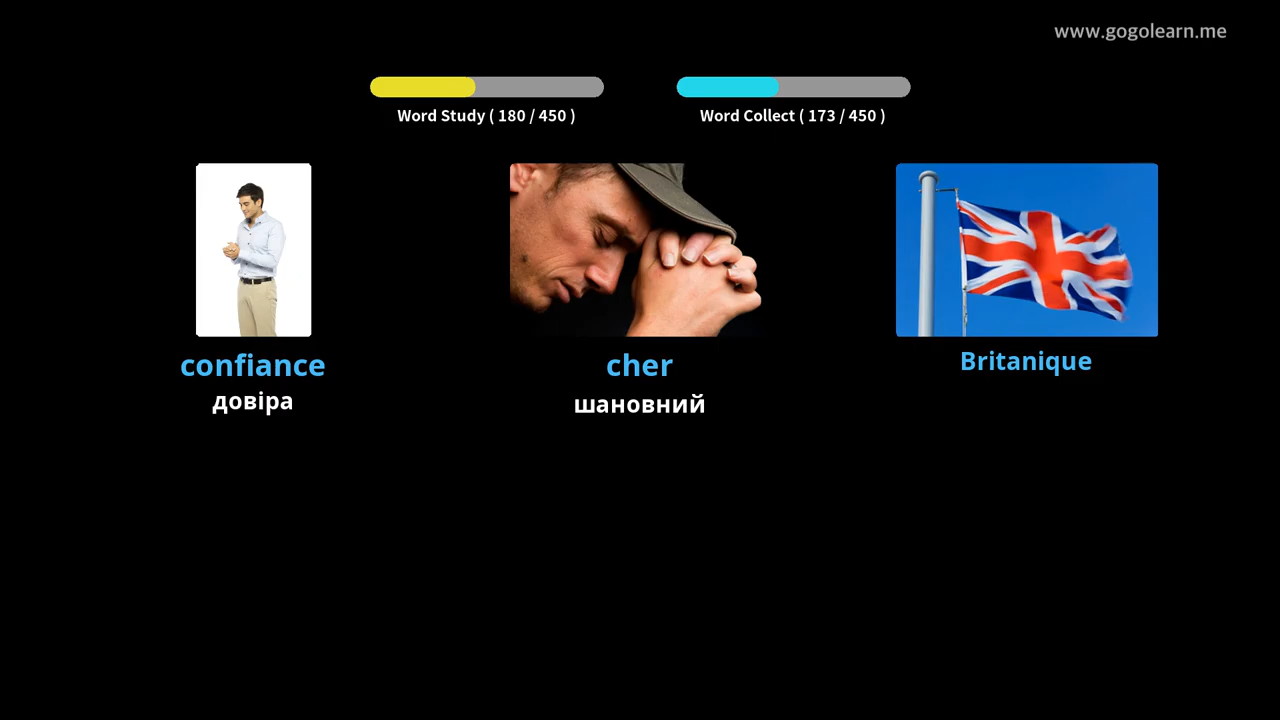 www.gogolearn.me
Word Study ( 180 / 450 )
Word Collect ( 173 / 450 )
confiance
довіра
cher
шановний
Britanique